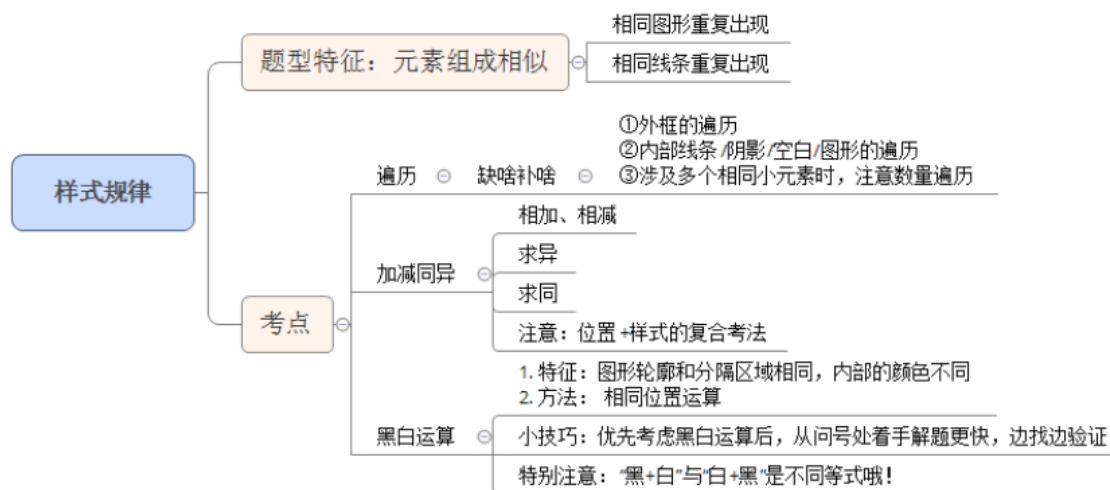 相同图形重复出现
题型特征：元素组成相似
相同线条重复出现
样式规律
①外框的遍历
②内部线条/阴影/空白/图形的遍历
遍历
缺啥补啥
③涉及多个相同小元素时，注意数量遍历
相加、相减
求异
加减同异
求同
考点
注意：位置+样式的复合考法
1. 特征：图形轮廓和分隔区域相同，内部的颜色不同
2. 方法： 相同位置运算
黑白运算
小技巧：优先考虑黑白运算后，从问号处着手解题更快，边找边验证
特别注意：“黑+白”与“白+黑”是不同等式哦！